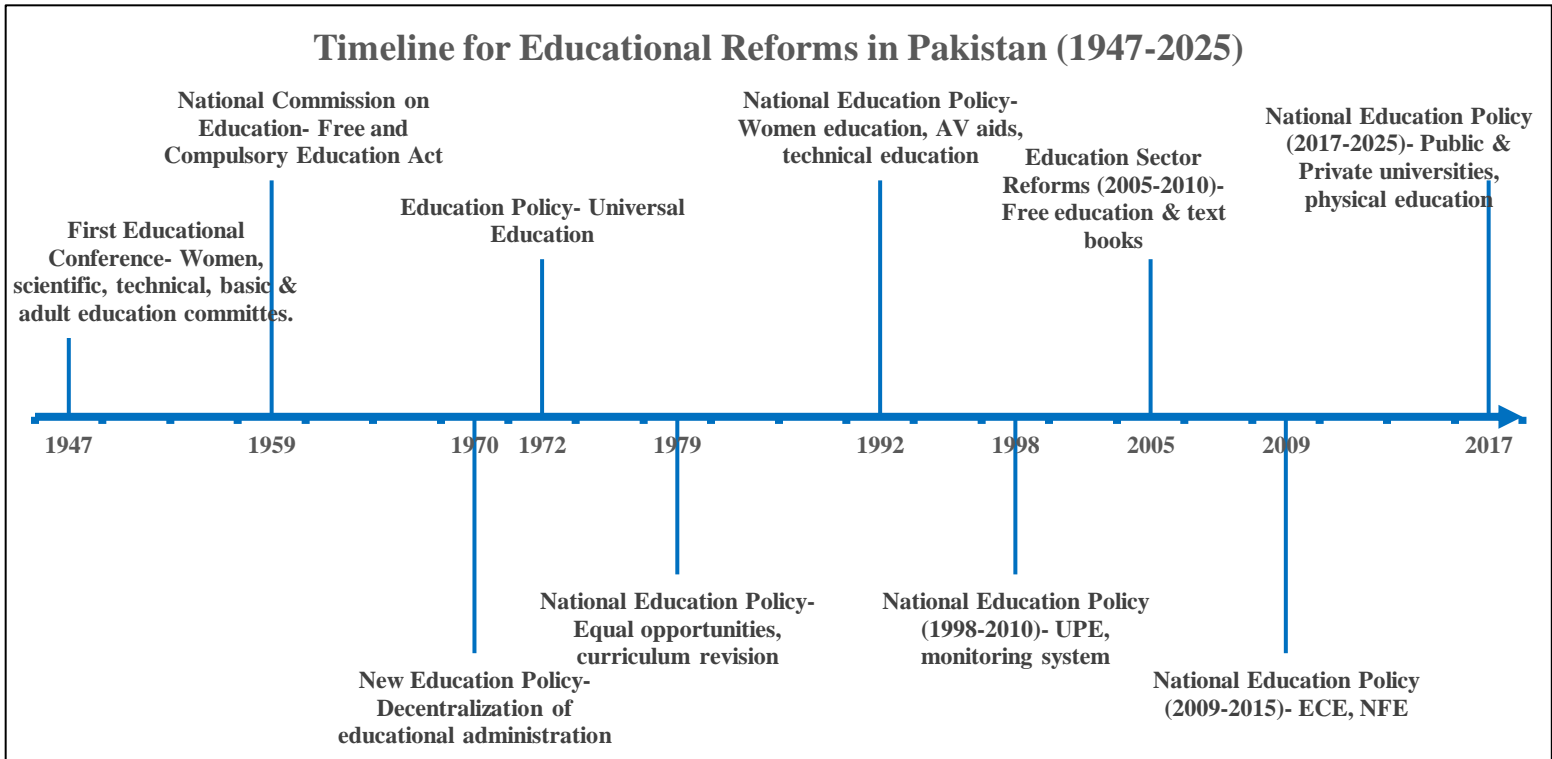 Timeline for Educational Reforms in Pakistan (1947-2025)
National Commission on
Education- Free and
Compulsory Education Act
National Education Policy-
Women education, AV aids,
technical education
National Education Policy
(2017-2025)- Public &
Private universities,
physical education
Education Sector
Reforms (2005-2010)-
Free education & text
books
Education Policy- Universal
Education
First Educational
Conference- Women,
scientific, technical, basic &
adult education committes.
1947 1959 1970 1972 1979 1992 1998 2005 2009 2017
National Education Policy-
Equal opportunities,
curriculum revision
National Education Policy
(1998-2010)- UPE,
monitoring system
New Education Policy-
Decentralization of
educational administration
National Education Policy
(2009-2015)- ECE, NFE